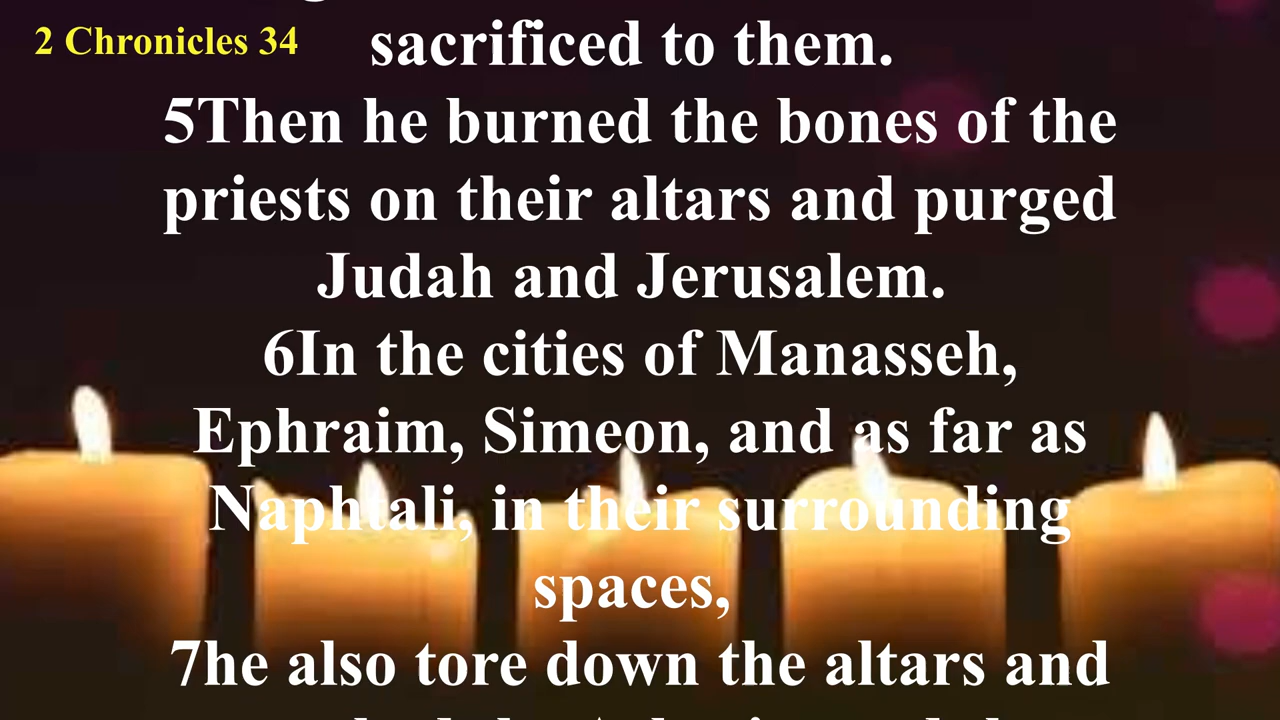 2 Chronicles 34
sacrificed to them.
5Then he burned the bones of the
priests on their altars and purged
Judah and Jerusalem.
6In the cities of Manasseh,
Ephraim, Simeon, and as far as
Naphtali, in their surrounding
spaces,
7he also tore down the altars and